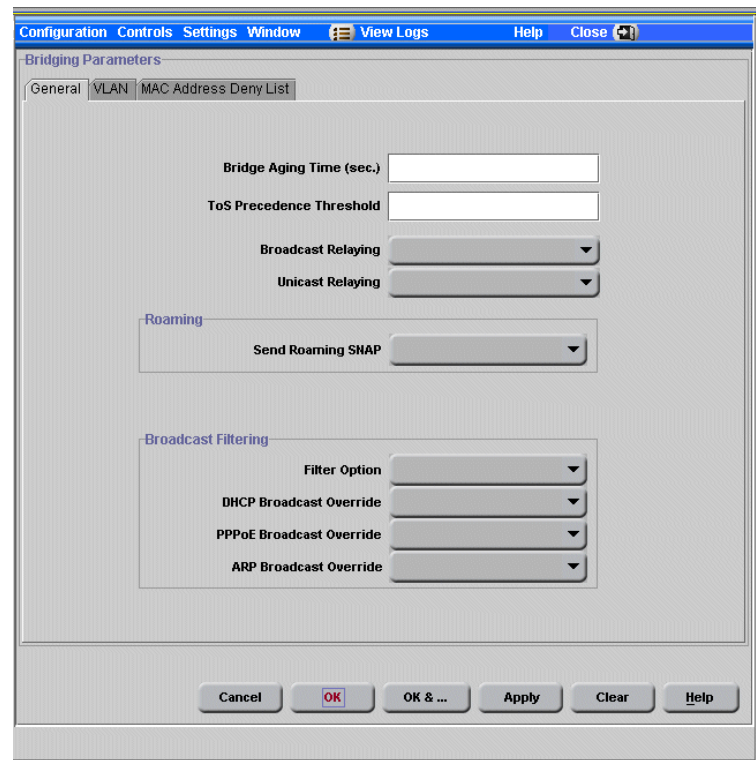 Configuration Controls Settings Window View Logs Help Close
Bridging Parameters
General VLAN MAC Address Deny List
Bridge Aging Time (sec.)
ToS Precedence Threshold
Broadcast Relaying
Unicast Relaying
Roaming
Send Roaming SNAP
Broadcast Filtering
Filter Option
DHCP Broadcast Override
PPPoE Broadcast Override
ARP Broadcast Override
Cancel OK OK & ... Apply Clear Help